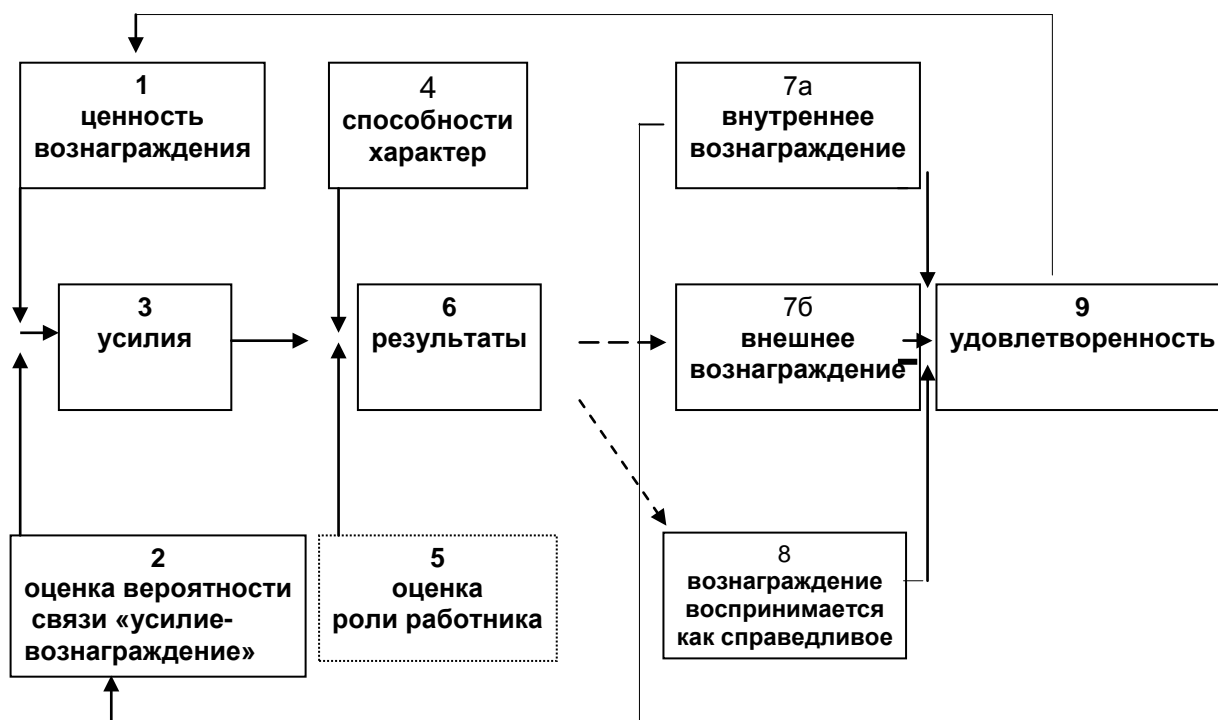 1
ценность
вознаграждения
4
способности
характер
7а
внутреннее
вознаграждение
3
усилия
6
результаты
7б
внешнее
вознаграждение
9
удовлетворенность
2
оценка вероятности
связи «усилие-
вознаграждение»
5
оценка
роли работника
8
вознаграждение
воспринимается
как справедливое